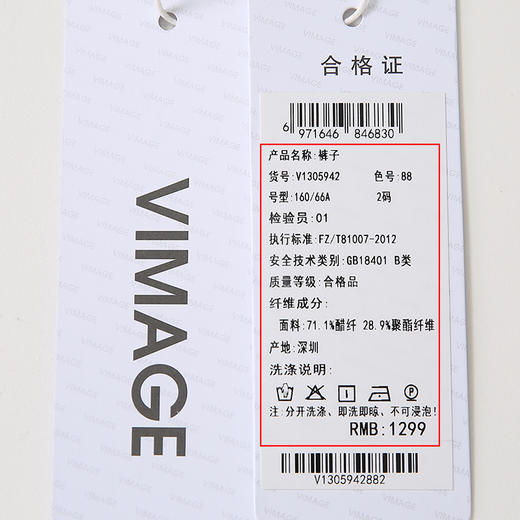 VIMAGE
合格证
6 971646 846830
产品名称:裤子
货号:V1305942 色号:88
号型:160/66A 2码
检验员:01
执行标准:FZ/T81007-2012
安全技术类别:GB18401 B类
质量等级:合格品
纤维成分:
面料:71.1%醋纤 28.9%聚酯纤维
产地:深圳
洗涤说明:
注:分开洗涤、即洗即晾、不可浸泡!
RMB:1299
V1305942882